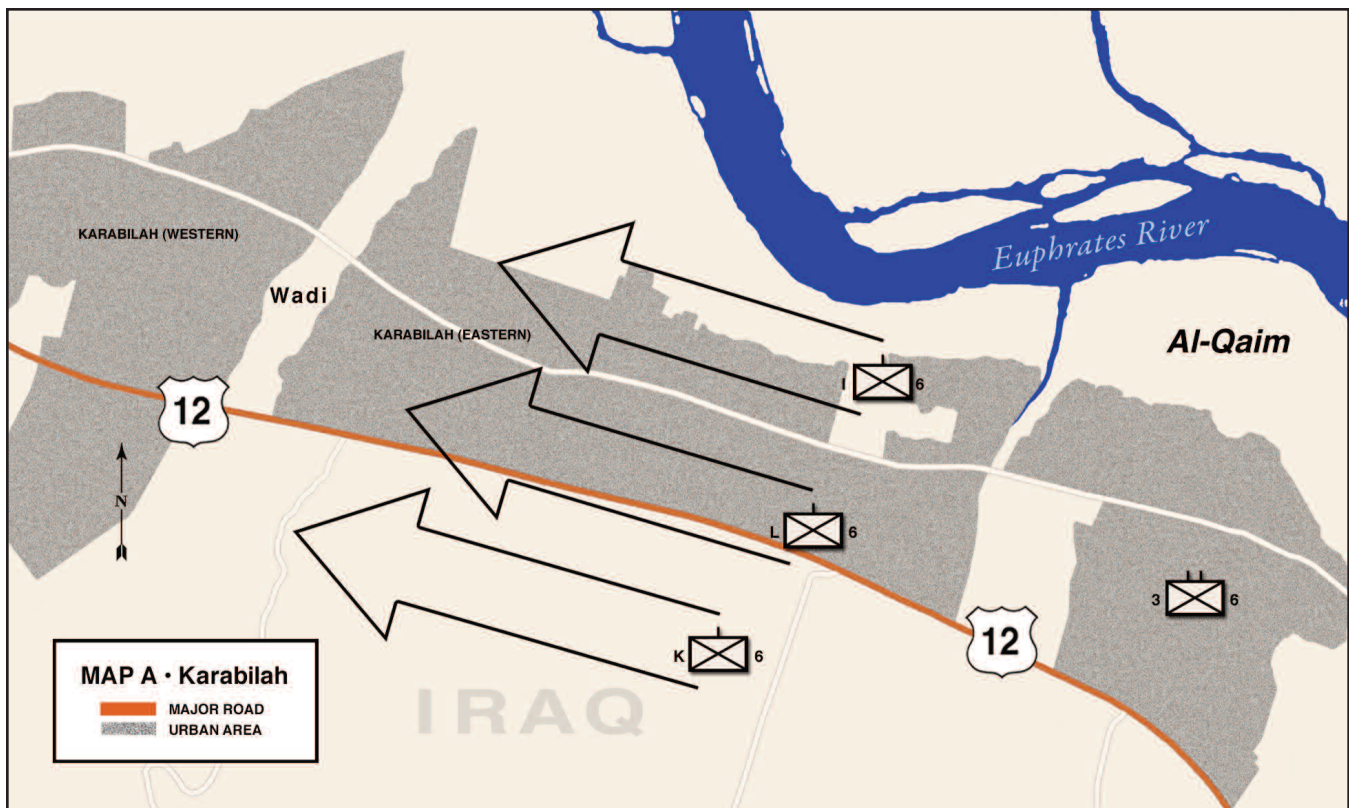 Euphrates River
KARABILAH (WESTERN)
Wadi
KARABILAH (EASTERN)
Al-Qaim
I 6
12
N
L 6
3 6
12
K 6
IRAQ
MAP A • Karabilah
MAJOR ROAD
URBAN AREA